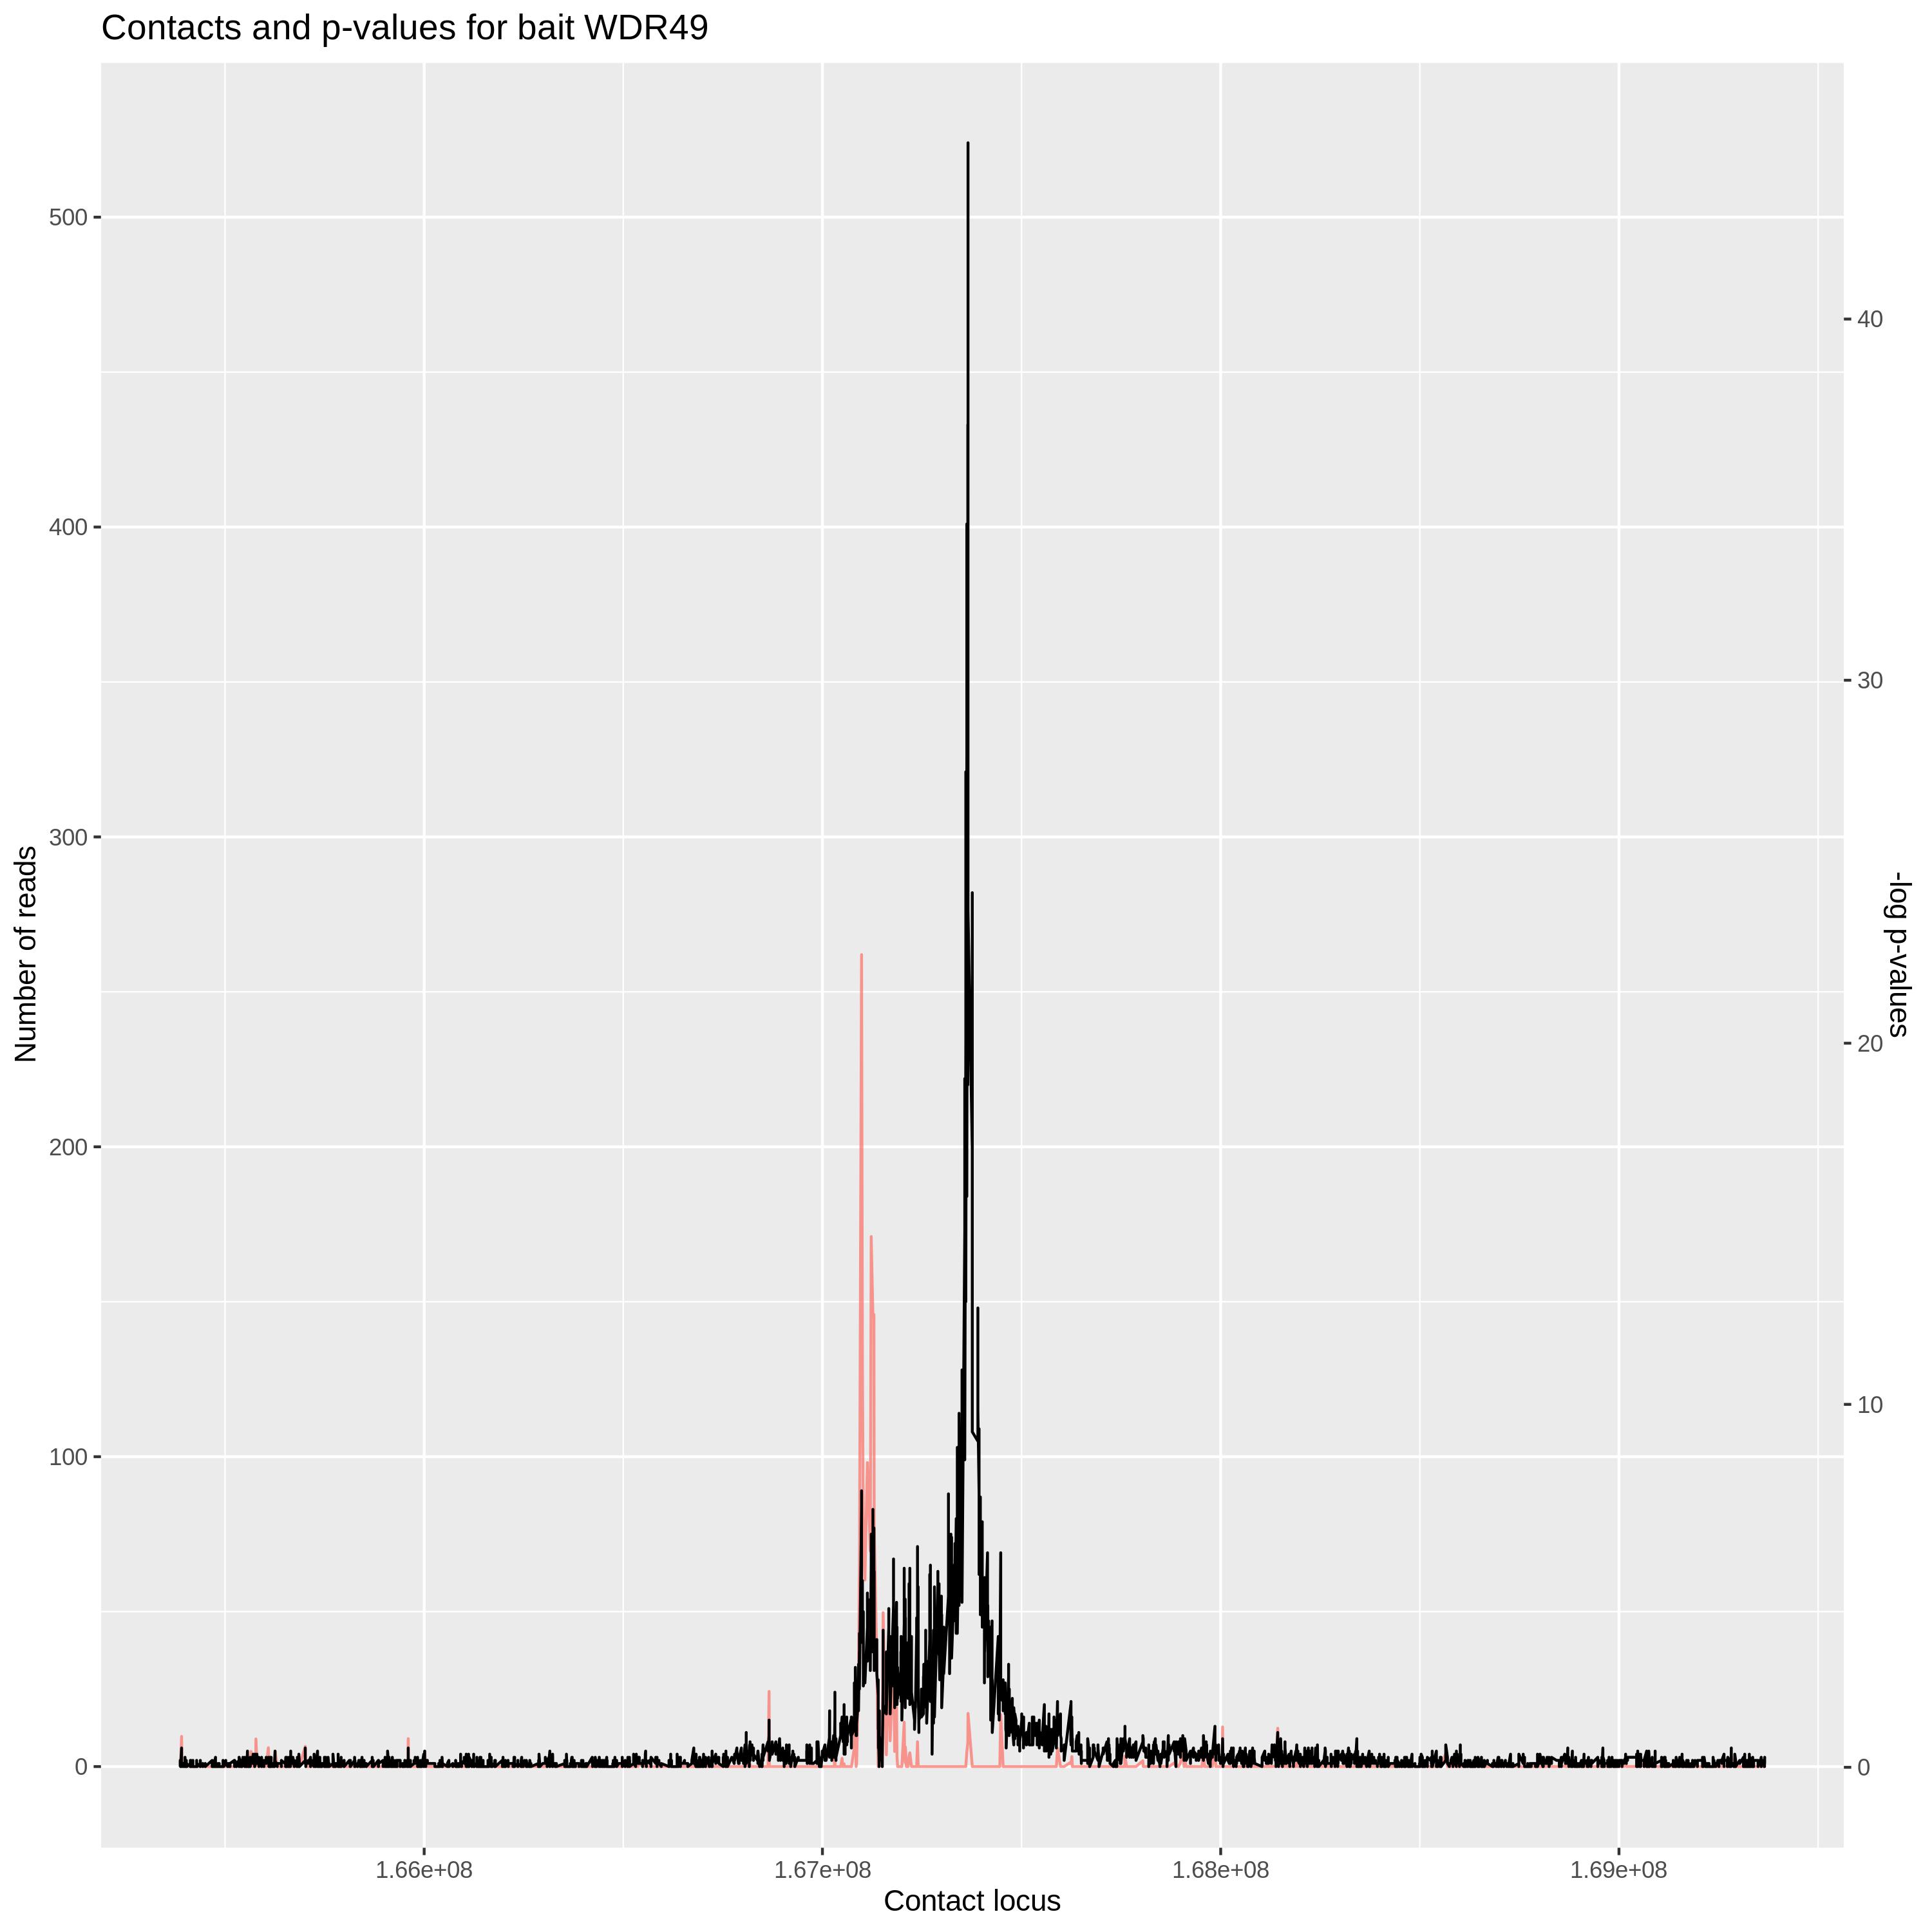 Contacts and p-values for bait WDR49
500
400
300
200
100
0
Number of reads
40
30
20
10
0
-log p-values
1.66e+08
1.67e+08
1.68e+08
1.69e+08
Contact locus